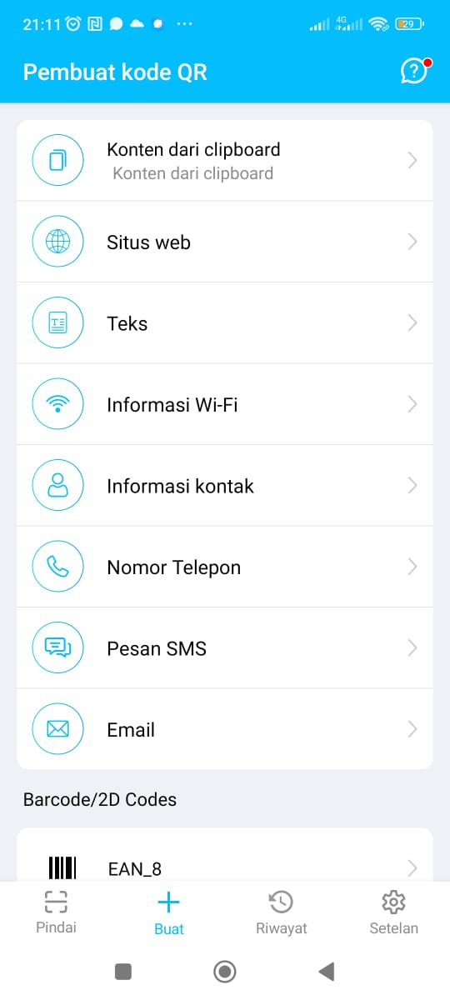 21:11 4G 29
Pembuat kode QR
Konten dari clipboard
Konten dari clipboard
Situs web
Teks
Informasi Wi-Fi
Informasi kontak
Nomor Telepon
Pesan SMS
Email
Barcode/2D Codes
EAN_8
Pindai Buat Riwayat Setelan